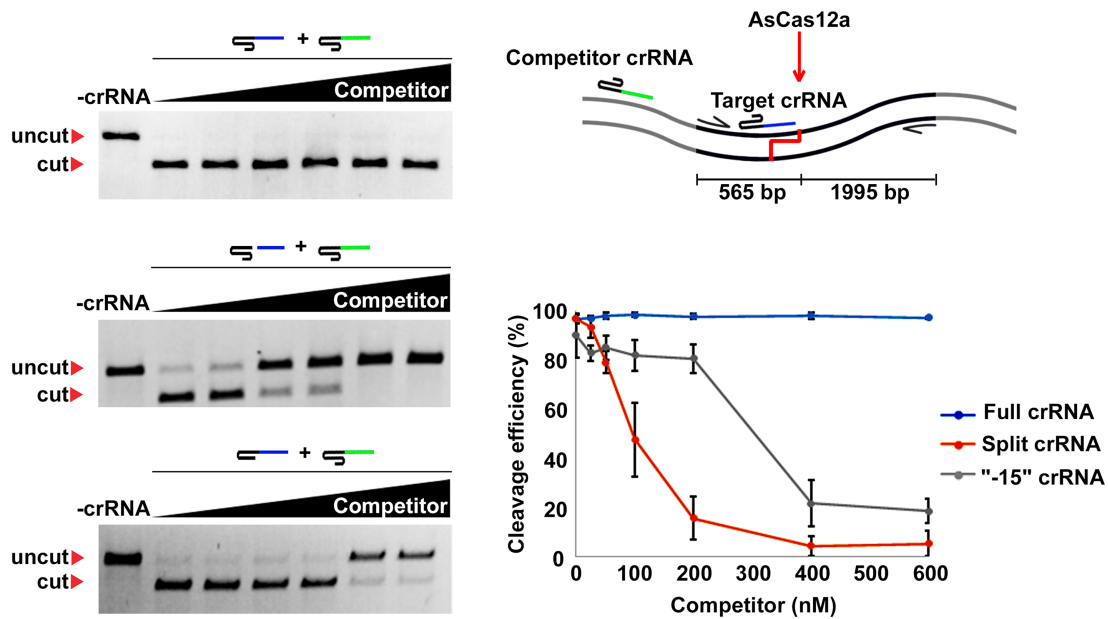 +
-crRNA
Competitor
uncut
cut
+
-crRNA
Competitor
uncut
cut
+
-crRNA
Competitor
uncut
cut
AsCas12a
Competitor crRNA
Target crRNA
565 bp
1995 bp
Cleavage efficiency (%)
100
80
60
40
20
0
0 100 200 300 400 500 600
Competitor (nM)
Full crRNA
Split crRNA
"-15" crRNA